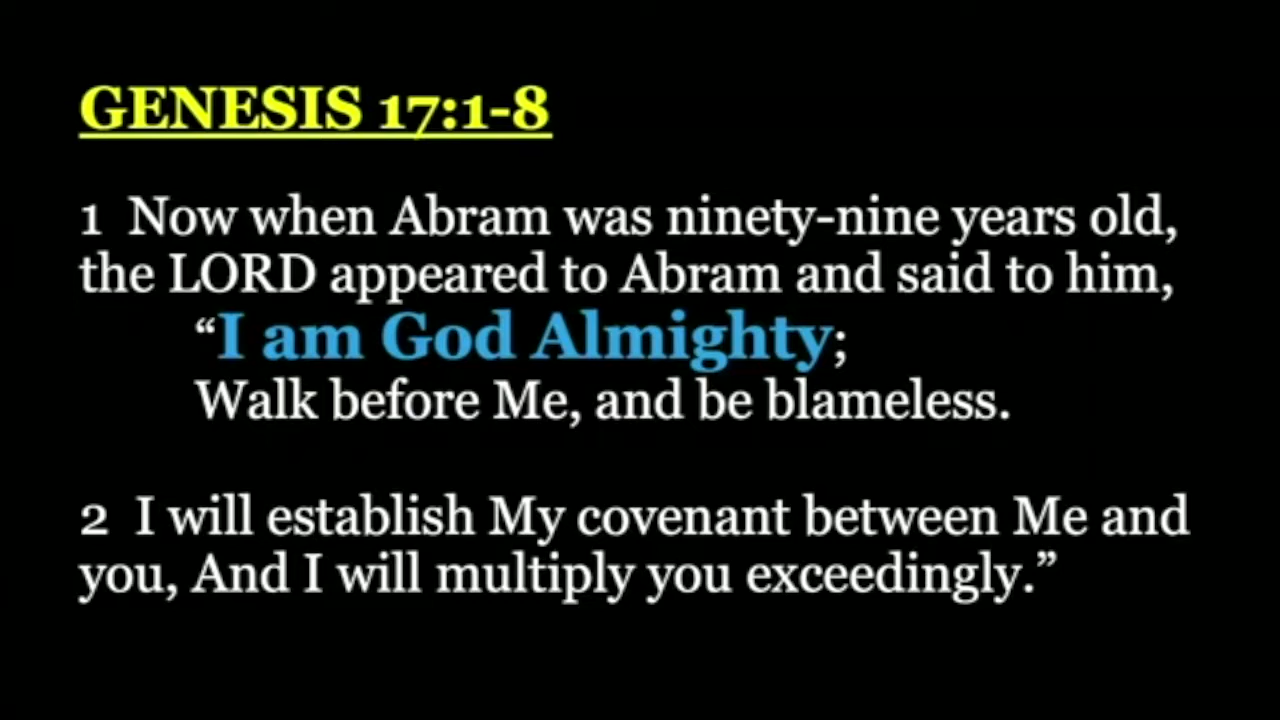 GENESIS 17:1-8
1 Now when Abram was ninety-nine years old,
the LORD appeared to Abram and said to him,
“I am God Almighty;
Walk before Me, and be blameless.
2 I will establish My covenant between Me and
you, And I will multiply you exceedingly.”